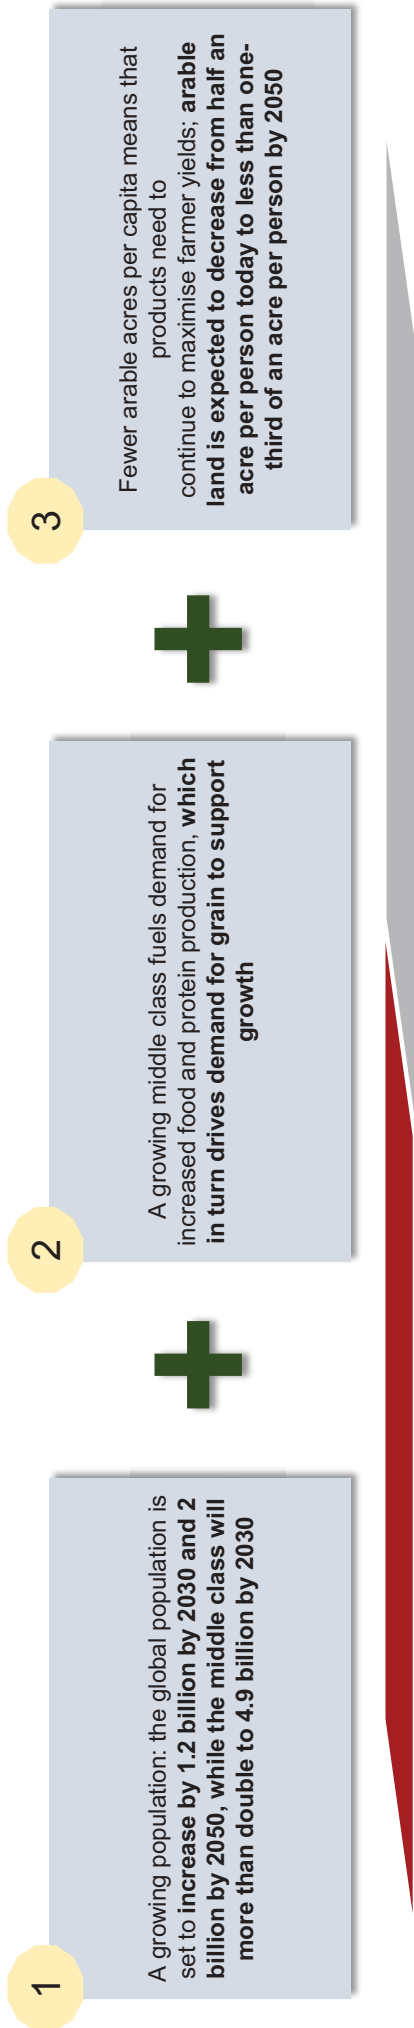 1
A growing population: the global population is
set to increase by 1.2 billion by 2030 and 2
billion by 2050, while the middle class will
more than double to 4.9 billion by 2030
2
A growing middle class fuels demand for
increased food and protein production, which
in turn drives demand for grain to support
growth
3
Fewer arable acres per capita means that
products need to
continue to maximise farmer yields; arable
land is expected to decrease from half an
acre per person today to less than one-
third of an acre per person by 2050